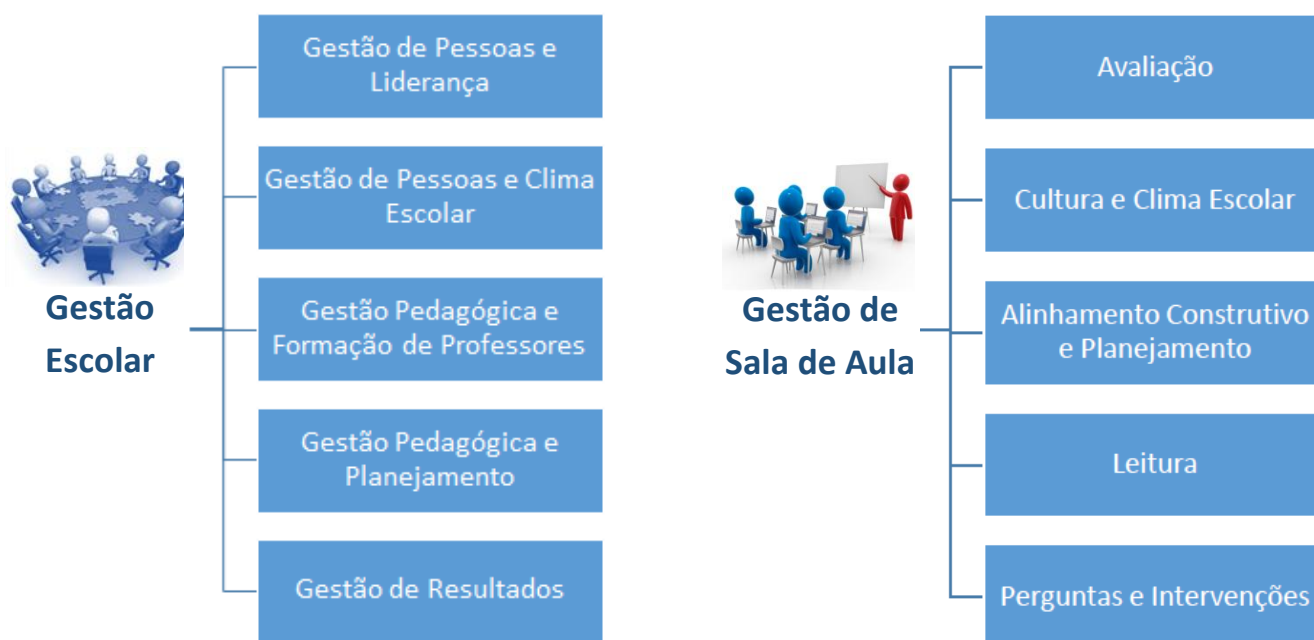 Gestão
Escolar
Gestão de Pessoas e
Liderança
Gestão de Pessoas e Clima
Escolar
Gestão Pedagógica e
Formação de Professores
Gestão Pedagógica e
Planejamento
Gestão de Resultados
Gestão de
Sala de Aula
Avaliação
Cultura e Clima Escolar
Alinhamento Construtivo
e Planejamento
Leitura
Perguntas e Intervenções